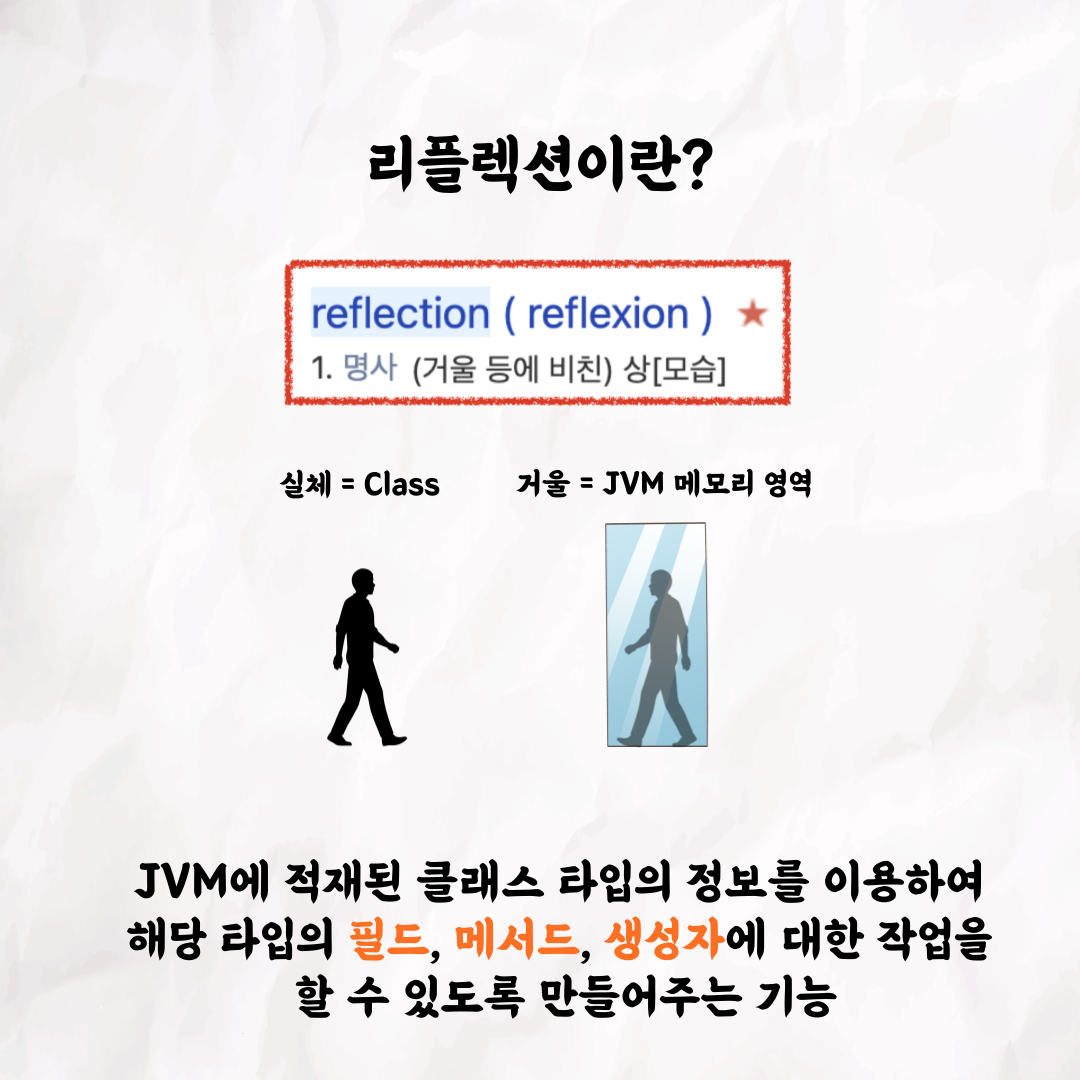 리플렉션이란?
reflection ( reflexion ) ★
1. 명사 (거울 등에 비친) 상[모습]
실체 = Class
거울 = JVM 메모리 영역
JVM에 적재된 클래스 타입의 정보를 이용하여
해당 타입의 필드, 메서드, 생성자에 대한 작업을
할 수 있도록 만들어주는 기능